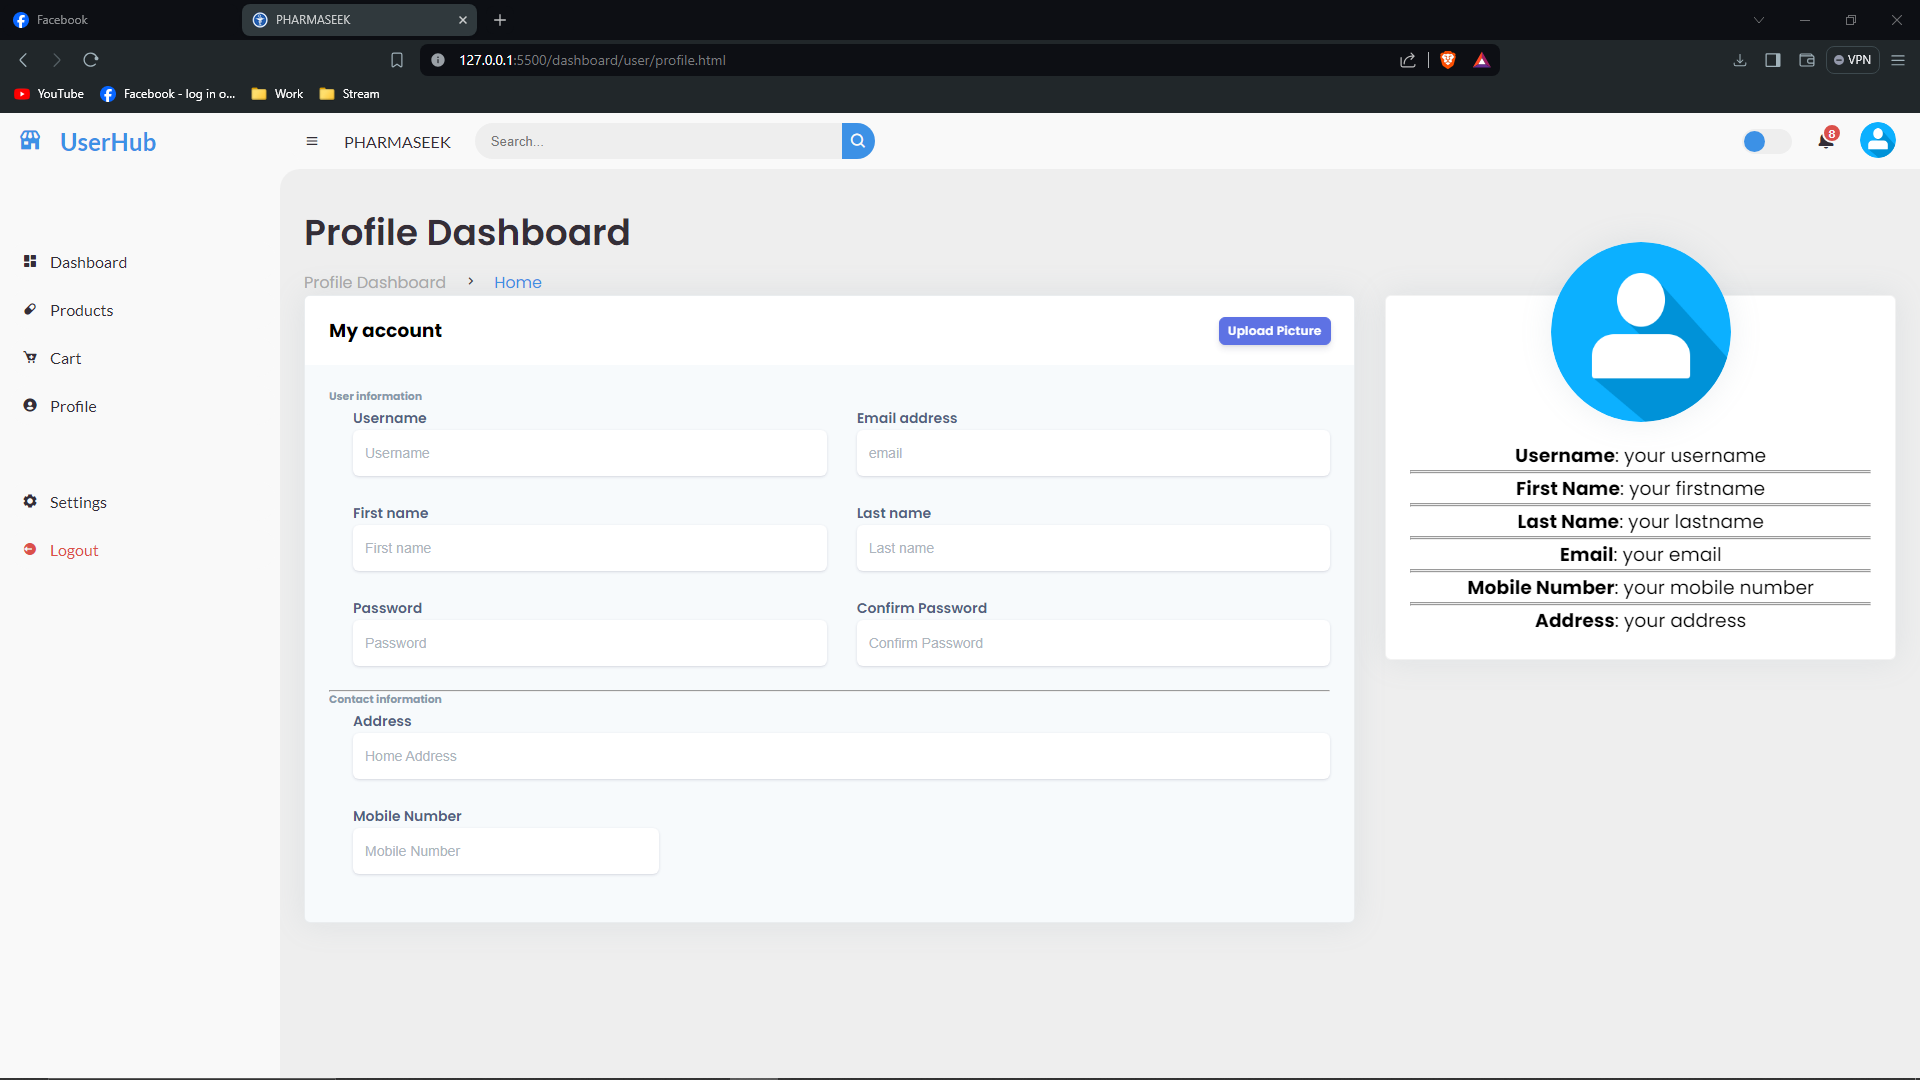 Facebook
PHARMASEEK
127.0.0.1:5500/dashboard/user/profile.html
VPN
YouTube
Facebook - log in o...
Work
Stream
UserHub
PHARMASEEK
Search...
8
Dashboard
Products
Cart
Profile
Settings
Logout
Profile Dashboard
Profile Dashboard > Home
My account
Upload Picture
User information
Username
Email address
Username
email
First name
Last name
First name
Last name
Password
Confirm Password
Password
Confirm Password
Contact information
Address
Home Address
Mobile Number
Mobile Number
Username: your username
First Name: your firstname
Last Name: your lastname
Email: your email
Mobile Number: your mobile number
Address: your address